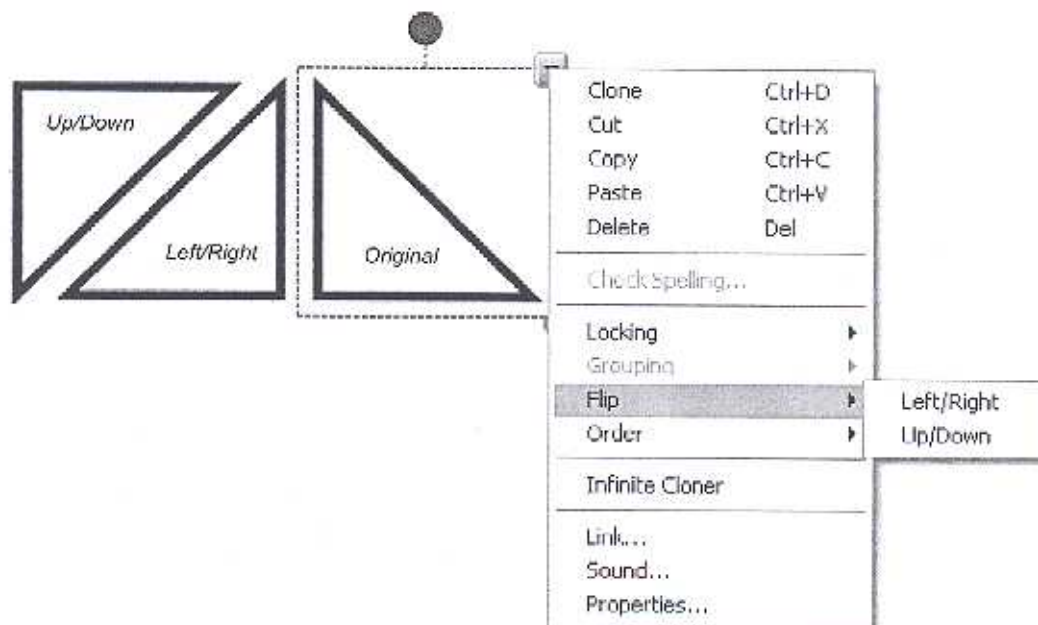 Up/Down
Left/Right
Original
Clone Ctrl+D
Cut Ctrl+X
Copy Ctrl+C
Paste Ctrl+V
Delete Del
Check Spelling...
Locking
Grouping
Flip
Order
Left/Right
Up/Down
Infinite Cloner
Link...
Sound...
Properties...